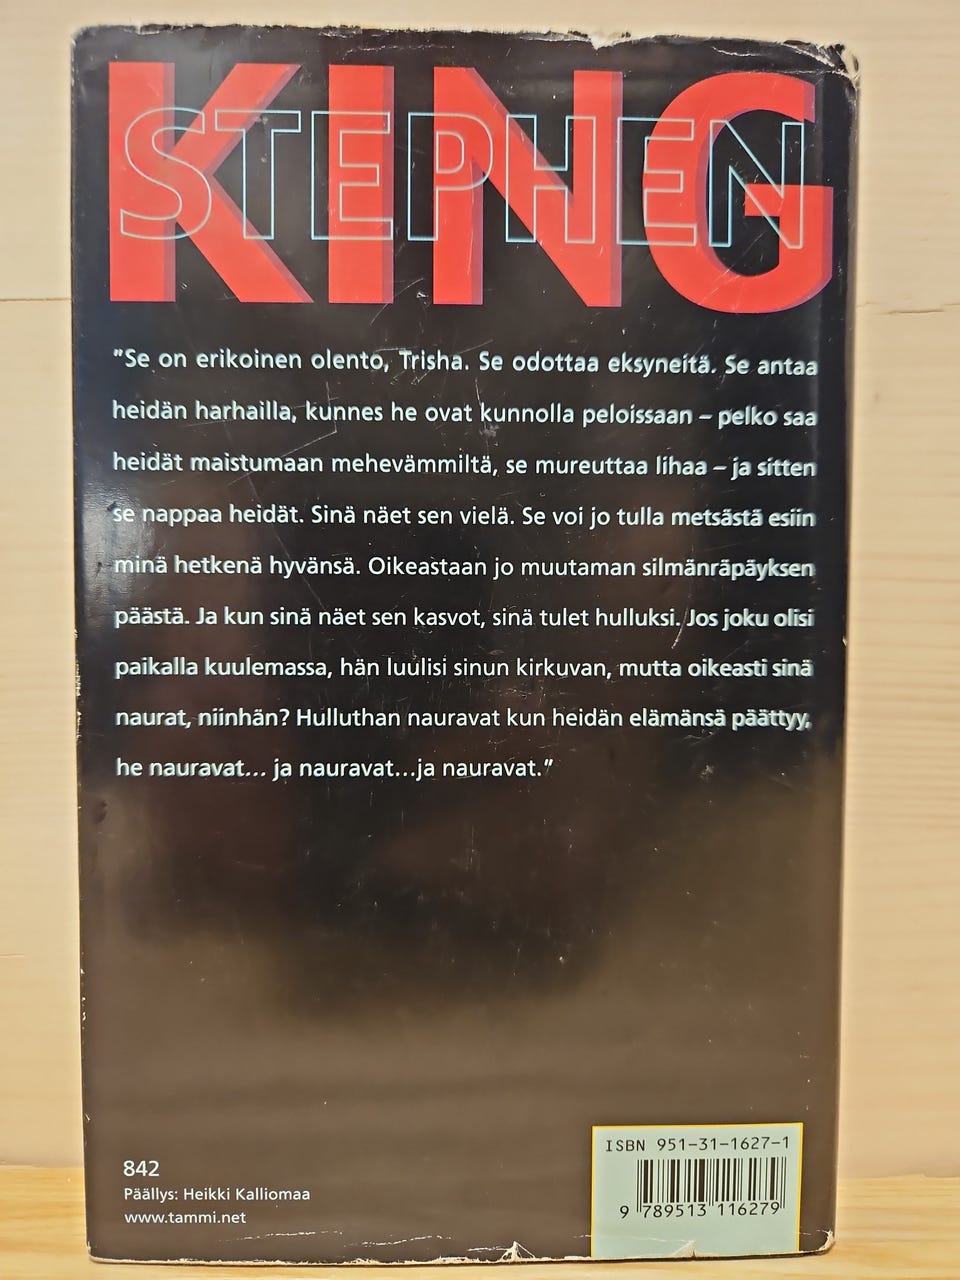 KING
STEPHEN
"Se on erikoinen olento, Trisha. Se odottaa eksyneitä. Se antaa
heidän harhailla, kunnes he ovat kunnolla peloissaan – pelko saa
heidät maistumaan mehevämmiltä, se mureuttaa lihaa – ja sitten
se nappaa heidät. Sinä näet sen vielä. Se voi jo tulla metsästä esiin
minä hetkenä hyvänsä. Oikeastaan jo muutaman silmänräpäyksen
päästä. Ja kun sinä näet sen kasvot, sinä tulet hulluksi. Jos joku olisi
paikalla kuulemassa, hän luulisi sinun kirkuvan, mutta oikeasti sinä
naurat, niinhän? Hulluthan nauravat kun heidän elämänsä päättyy,
he nauravat... ja nauravat...ja nauravat."
842
Päällys: Heikki Kalliomaa
www.tammi.net
ISBN 951-31-1627-1
9 789513 116279